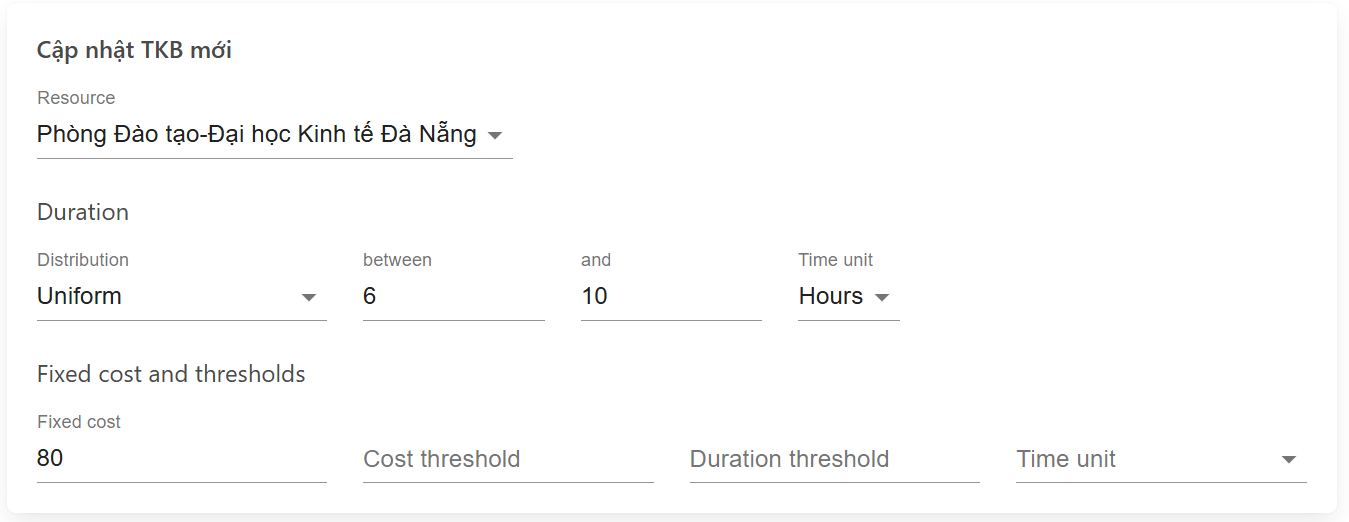 Cập nhật TKB mới
Resource
Phòng Đào tạo-Đại học Kinh tế Đà Nẵng
Duration
Distribution between and Time unit
Uniform 6 10 Hours
Fixed cost and thresholds
Fixed cost
80 Cost threshold Duration threshold Time unit